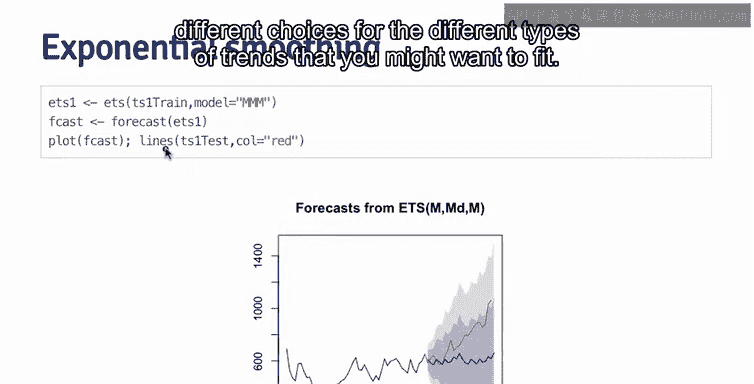 different choices for the different types
of trends that you might want to fit.
Exponential smoothing
ets1 <- ets(ts1Train,model="MMM")
fcast <- forecast(ets1)
plot(fcast); lines(ts1Test,col="red")
Forecasts from ETS(M,Md,M)
1400
1000
600